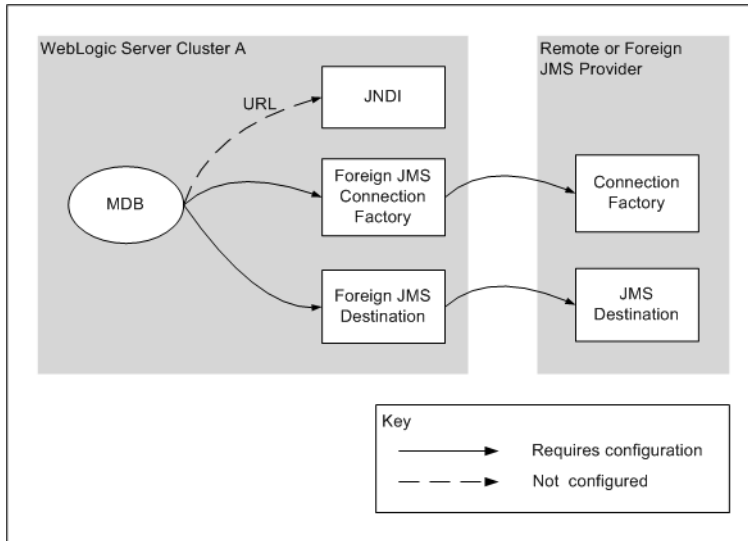 WebLogic Server Cluster A
Remote or Foreign
JMS Provider
URL
JNDI
MDB
Foreign JMS
Connection
Factory
Connection
Factory
Foreign JMS
Destination
JMS
Destination
Key
Requires configuration
Not configured